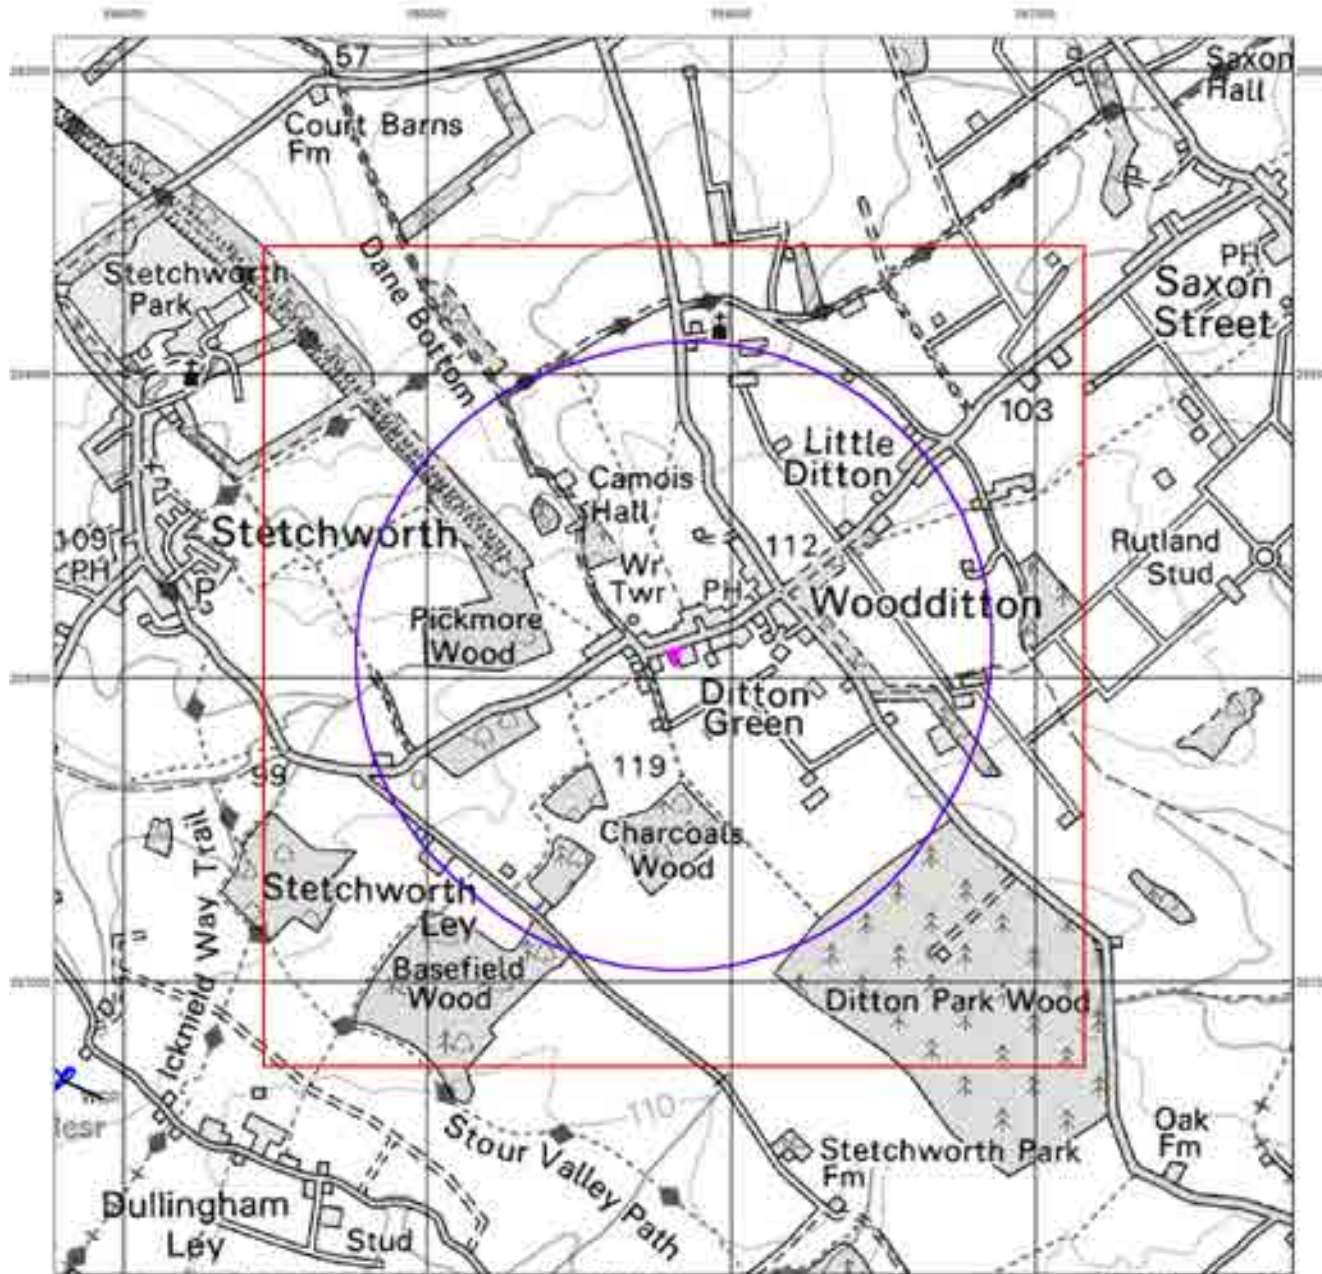 57
Saxon
Hall
Court Barns
Fm
Dane Bottom
Stetchworth
Park
PH
Saxon
Street
103
Little
Ditton
Camois
Hall
109
PH
Stetchworth
112
Rutland
Stud
Wr
Twr
PH
P
Woodditton
Pickmore
Wood
Ditton
Green
99
119
Icknield Way Trail
Charcoals
Wood
Stetchworth
Ley
Basefield
Wood
Ditton Park Wood
110
Stour Valley Path
Oak
Fm
Stetchworth Park
Fm
Dullingham
Ley
Stud